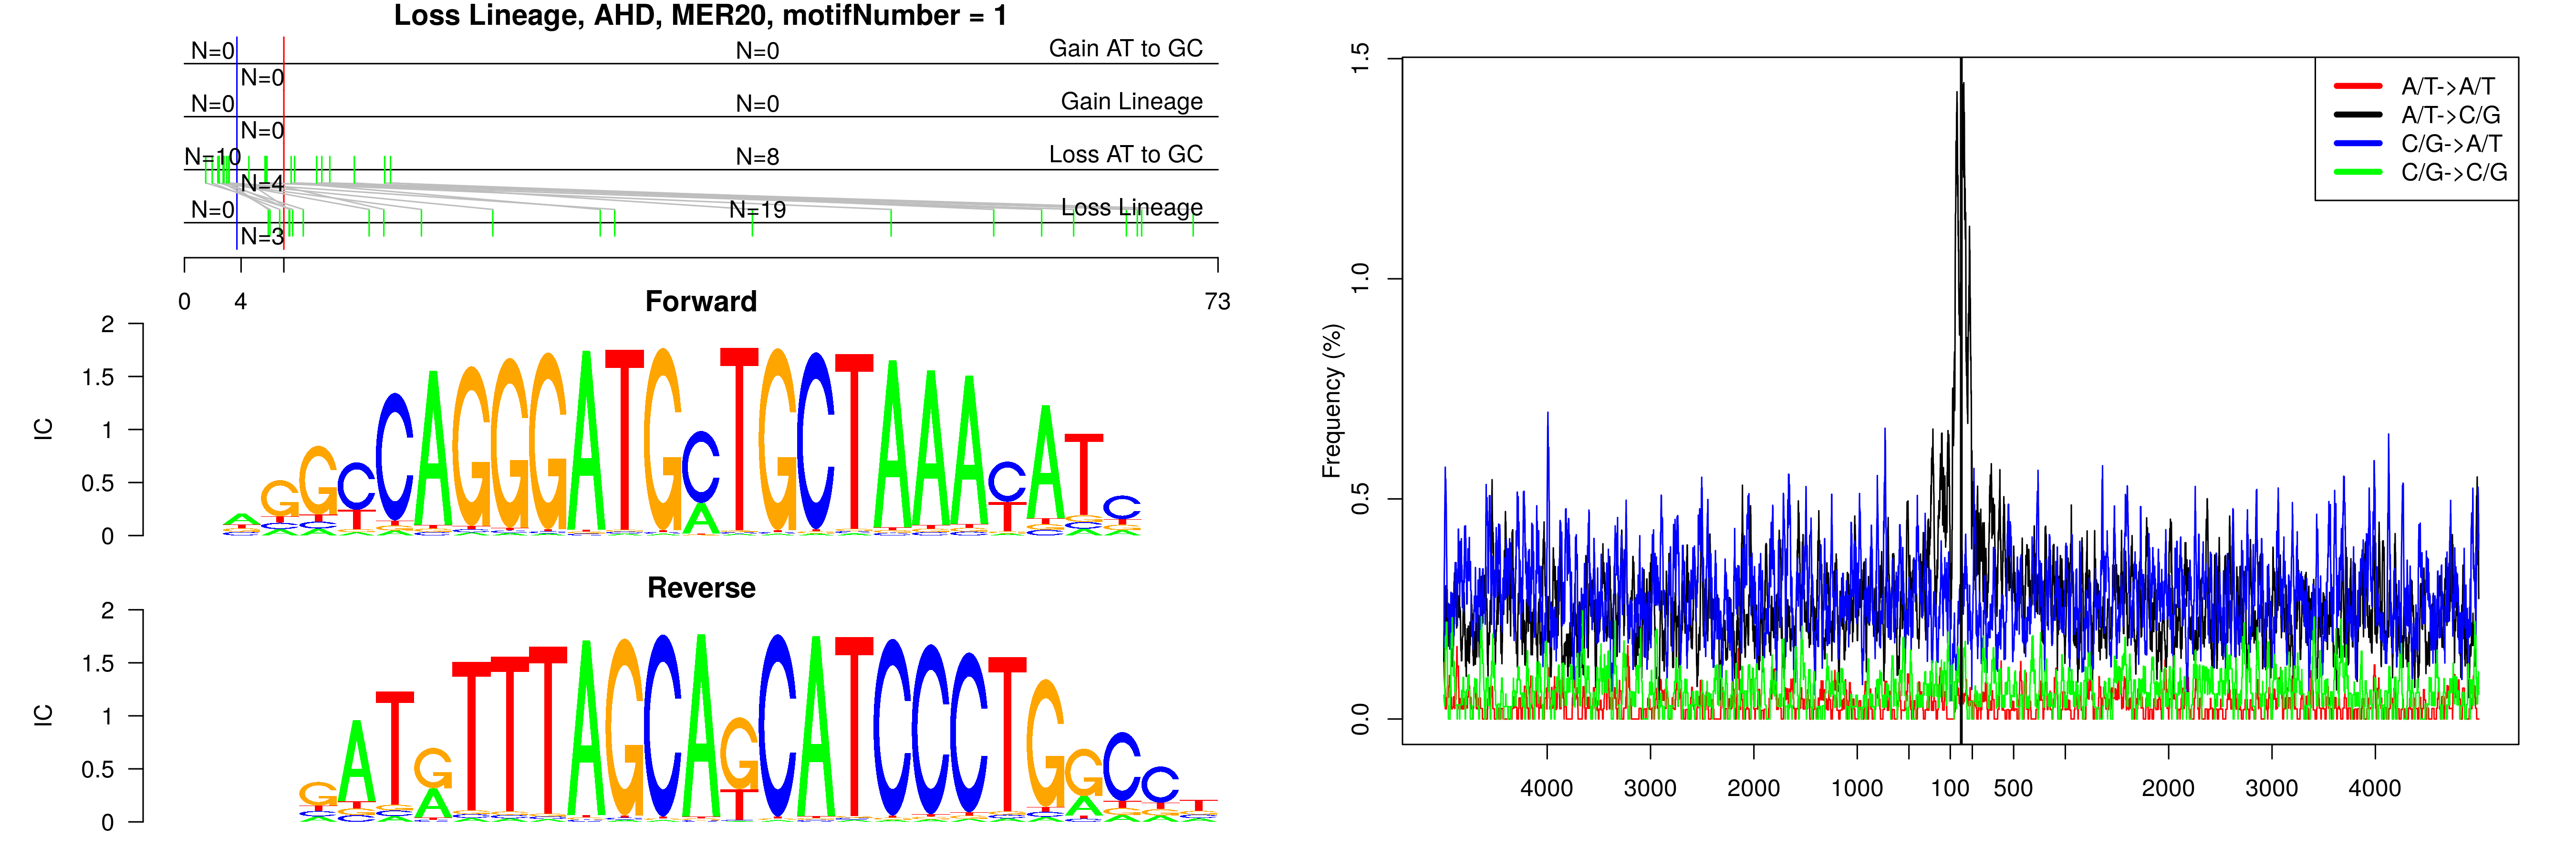 Loss Lineage, AHD, MER20, motifNumber = 1
N=0 N=0 Gain AT to GC
N=0
N=0 N=0 Gain Lineage
N=0
N=10 N=8 Loss AT to GC
N=4
N=0 N=19 Loss Lineage
N=3
0 4 73
Forward
2
1.5
1
0.5
0
IC
GGCCAGGGATGCTGCTAAACATC
Reverse
2
1.5
1
0.5
0
IC
GATGTTTAGCAGCATCCCTGGCC
1.5
1.0
0.5
0.0
Frequency (%)
A/T->A/T
A/T->C/G
C/G->A/T
C/G->C/G
4000 3000 2000 1000 100 500 2000 3000 4000